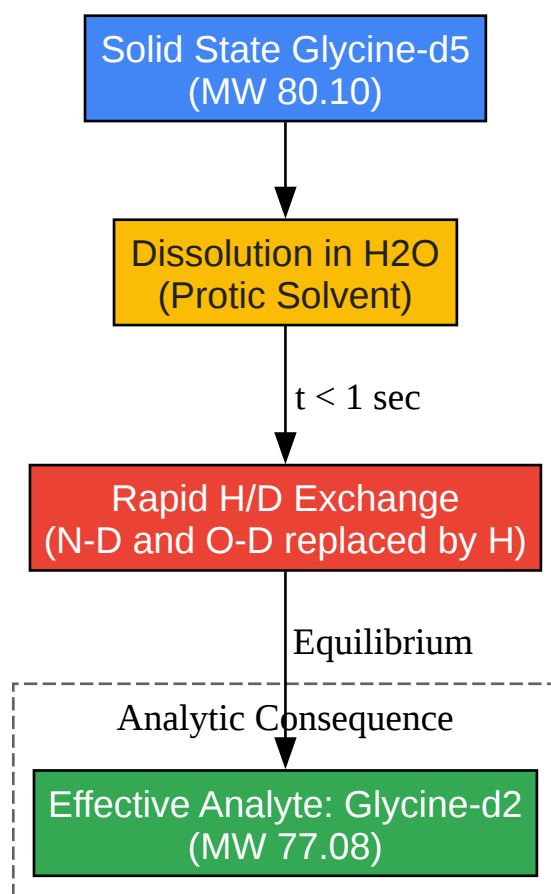 Solid State Glycine-d5
(MW 80.10)
Dissolution in H2O
(Protic Solvent)
t < 1 sec
Rapid H/D Exchange
(N-D and O-D replaced by H)
Equilibrium
Analytic Consequence
Effective Analyte: Glycine-d2
(MW 77.08)